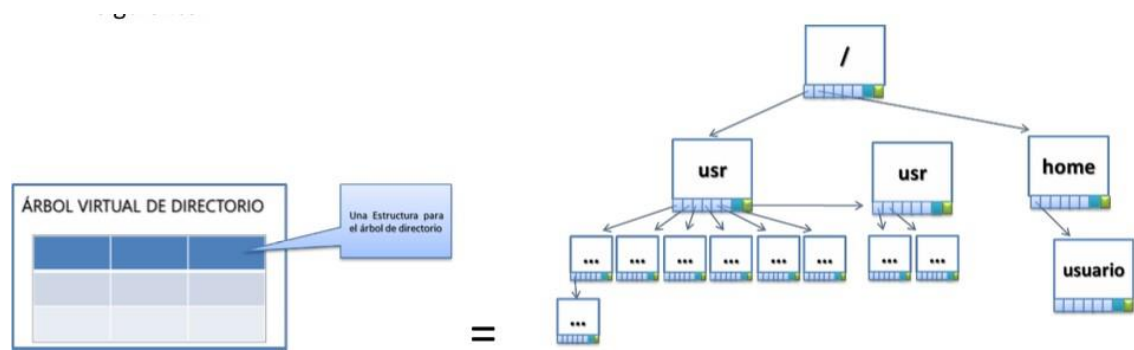 /
usr
usr
home
ÁRBOL VIRTUAL DE DIRECTORIO
Una Estructura para
el árbol de directorio
...
...
...
...
...
...
...
...
usuario
...
=